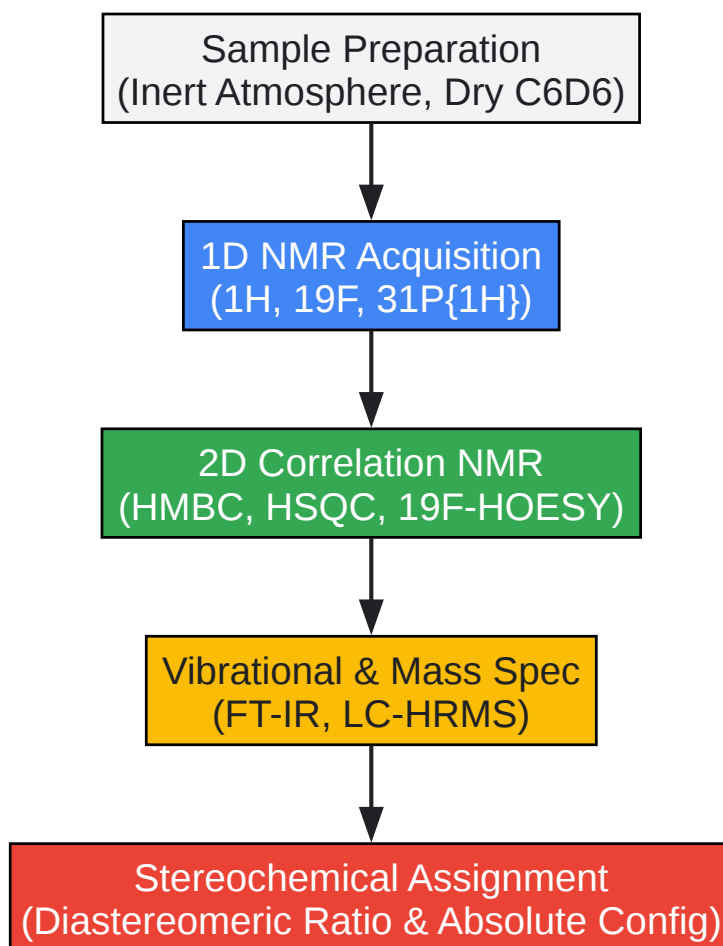 Sample Preparation
(Inert Atmosphere, Dry C6D6)
1D NMR Acquisition
(1H, 19F, 31P{1H})
2D Correlation NMR
(HMBC, HSQC, 19F-HOESY)
Vibrational & Mass Spec
(FT-IR, LC-HRMS)
Stereochemical Assignment
(Diastereomeric Ratio & Absolute Config)